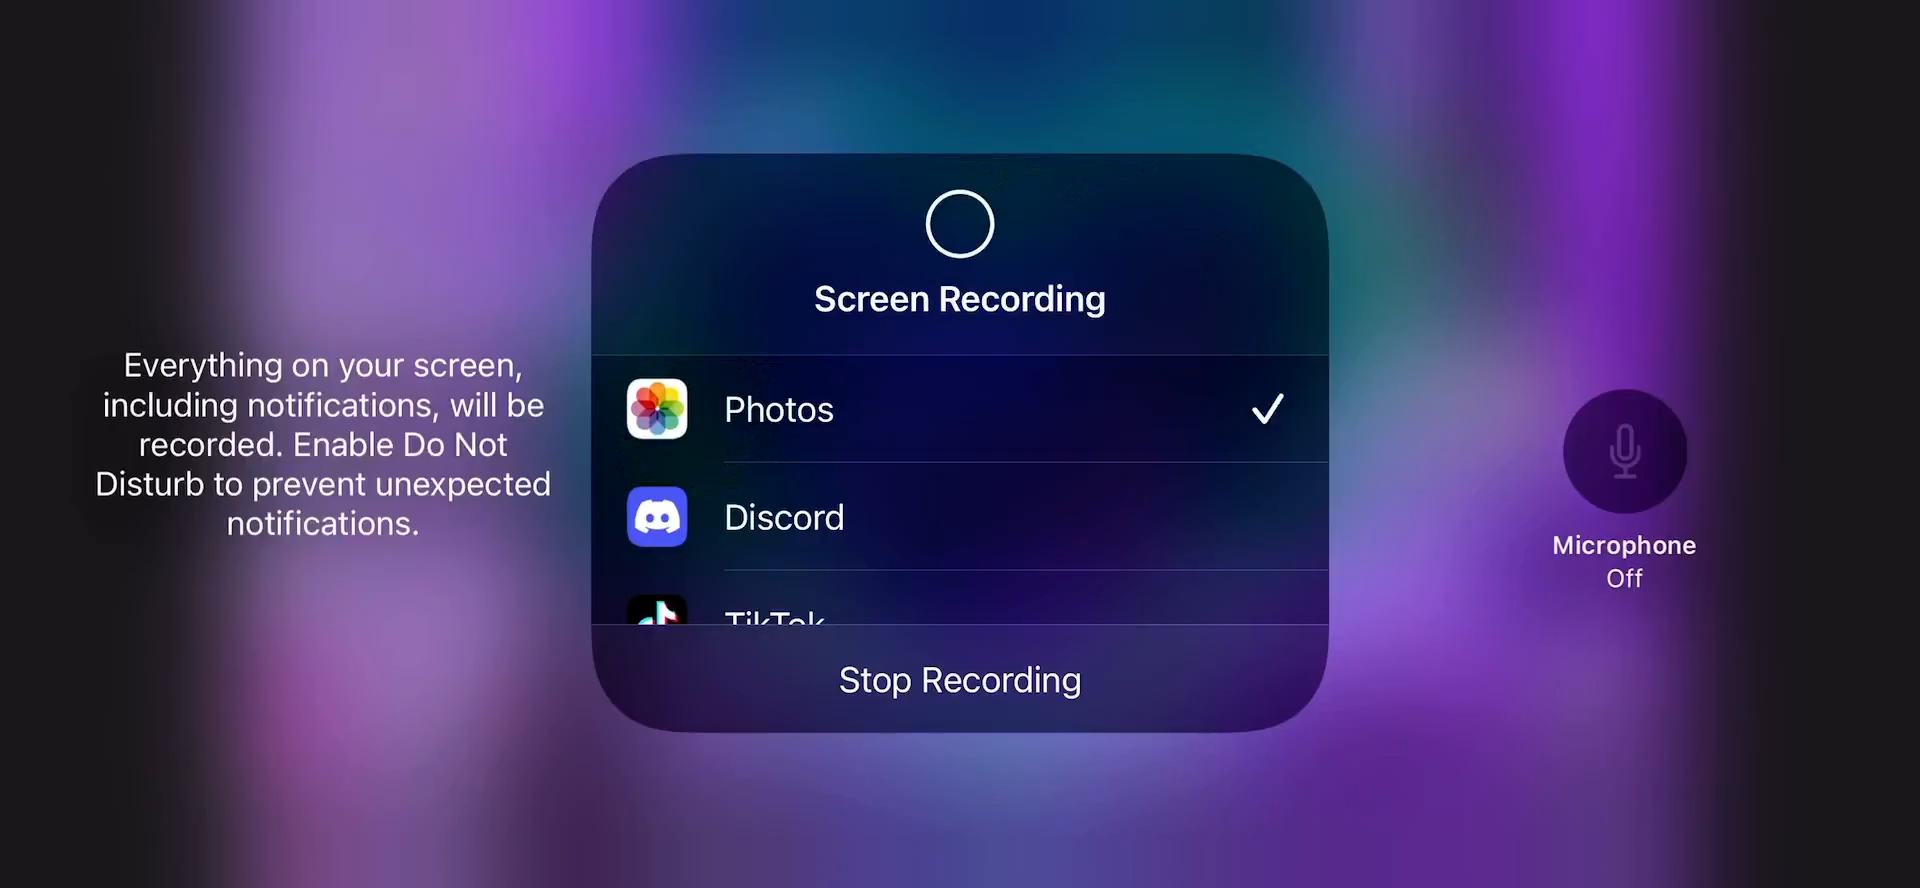 Everything on your screen,
including notifications, will be
recorded. Enable Do Not
Disturb to prevent unexpected
notifications.
Screen Recording
Photos
Discord
TikTok
Stop Recording
Microphone
Off